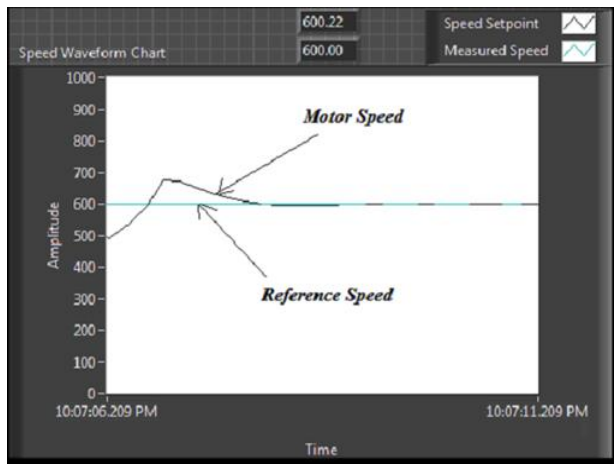 600.22
Speed Setpoint
Speed Waveform Chart
600.00
Measured Speed
1000
900
800
700
600
500
400
300
200
100
0
Amplitude
Motor Speed
Reference Speed
10:07:06.209 PM
10:07:11.209 PM
Time